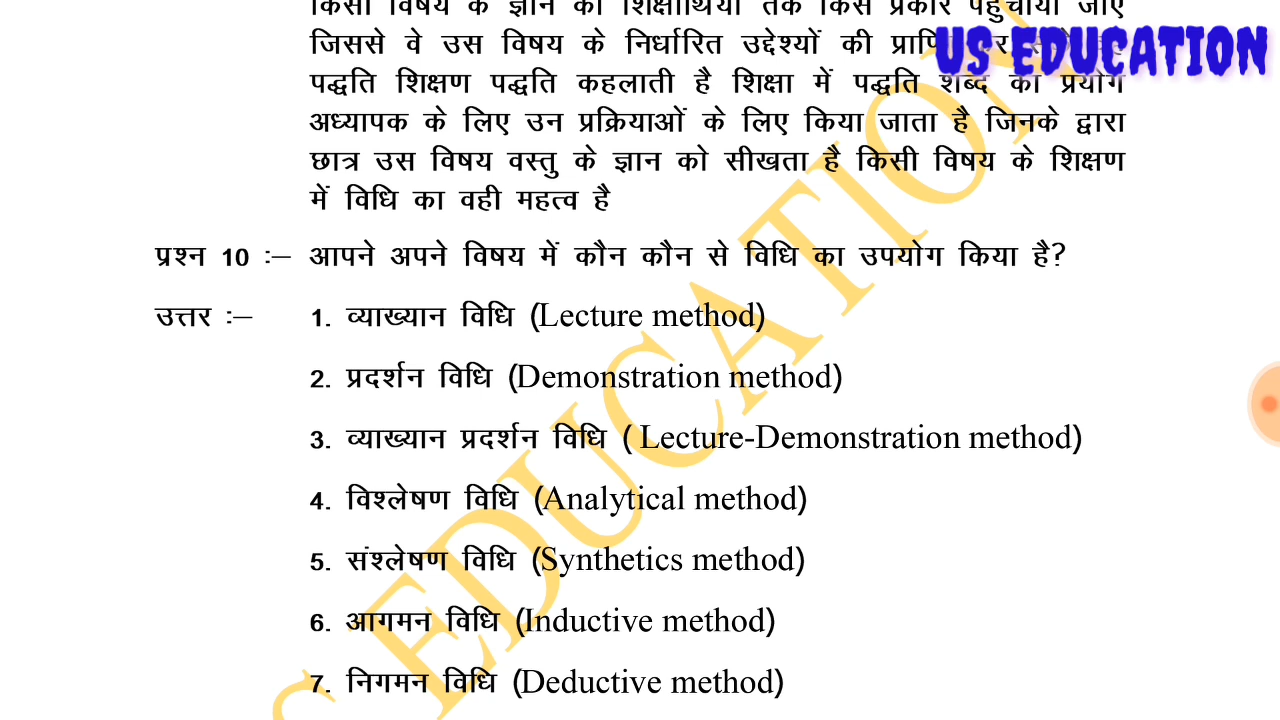 किसी विषय के ज्ञान को शिक्षार्थियों तक किस प्रकार पहुँचाया जाए
जिससे वे उस विषय के निर्धारित उद्देश्यों की
US EDUCATION
पद्धति शिक्षण पद्धति कहलाती है शिक्षा में पद्धति शब्द का प्रयोग
अध्यापक के लिए उन प्रक्रियाओं के लिए किया जाता है जिनके द्वारा
छात्र उस विषय वस्तु के ज्ञान को सीखता है किसी विषय के शिक्षण
में विधि का वही महत्व है
प्रश्न 10 :– आपने अपने विषय में कौन कौन से विधि का उपयोग किया है?
उत्तर :– 1. व्याख्यान विधि (Lecture method)
2. प्रदर्शन विधि (Demonstration method)
3. व्याख्यान प्रदर्शन विधि ( Lecture-Demonstration method)
4. विश्लेषण विधि (Analytical method)
5. संश्लेषण विधि (Synthetics method)
6. आगमन विधि (Inductive method)
7. निगमन विधि (Deductive method)
EDUCATION